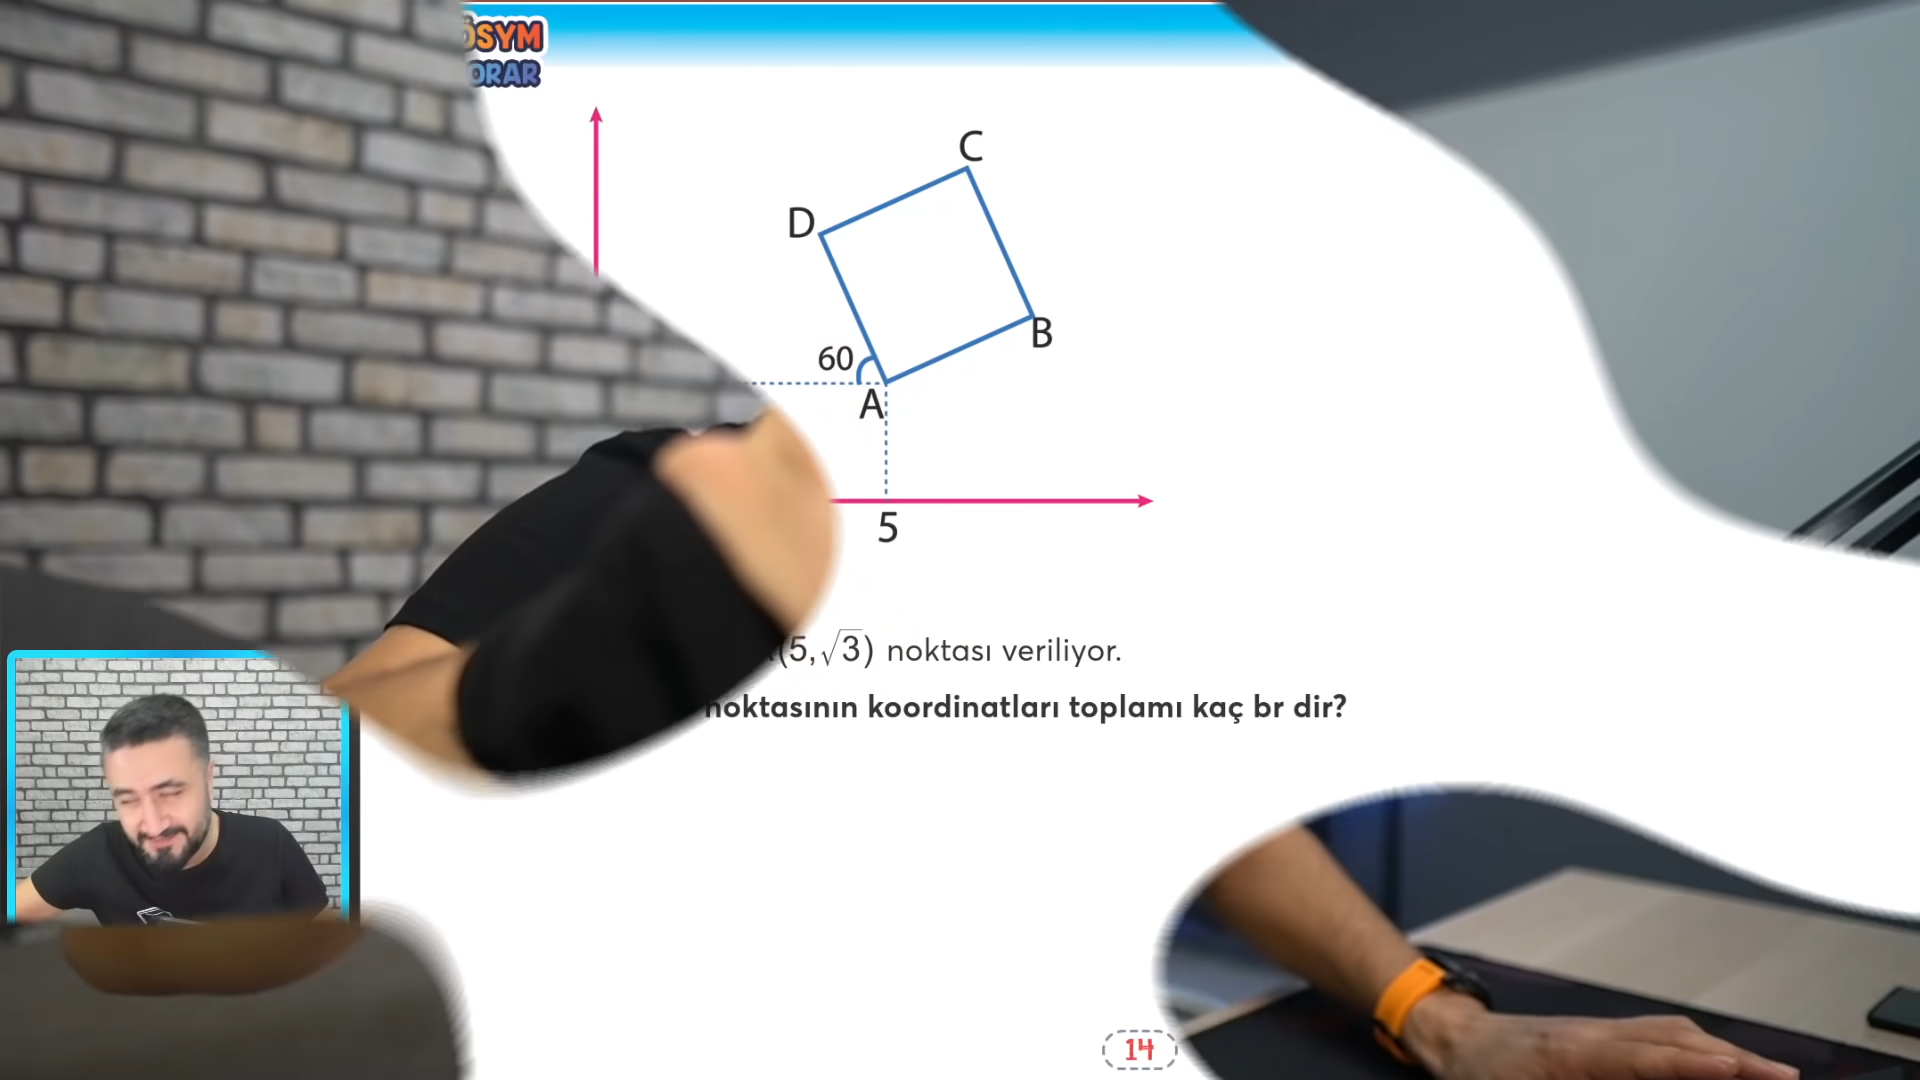 ÖSYM
ORAR
C
D
B
60
A
5
(5,√3) noktası veriliyor.
noktasının koordinatları toplamı kaç br dir?
14